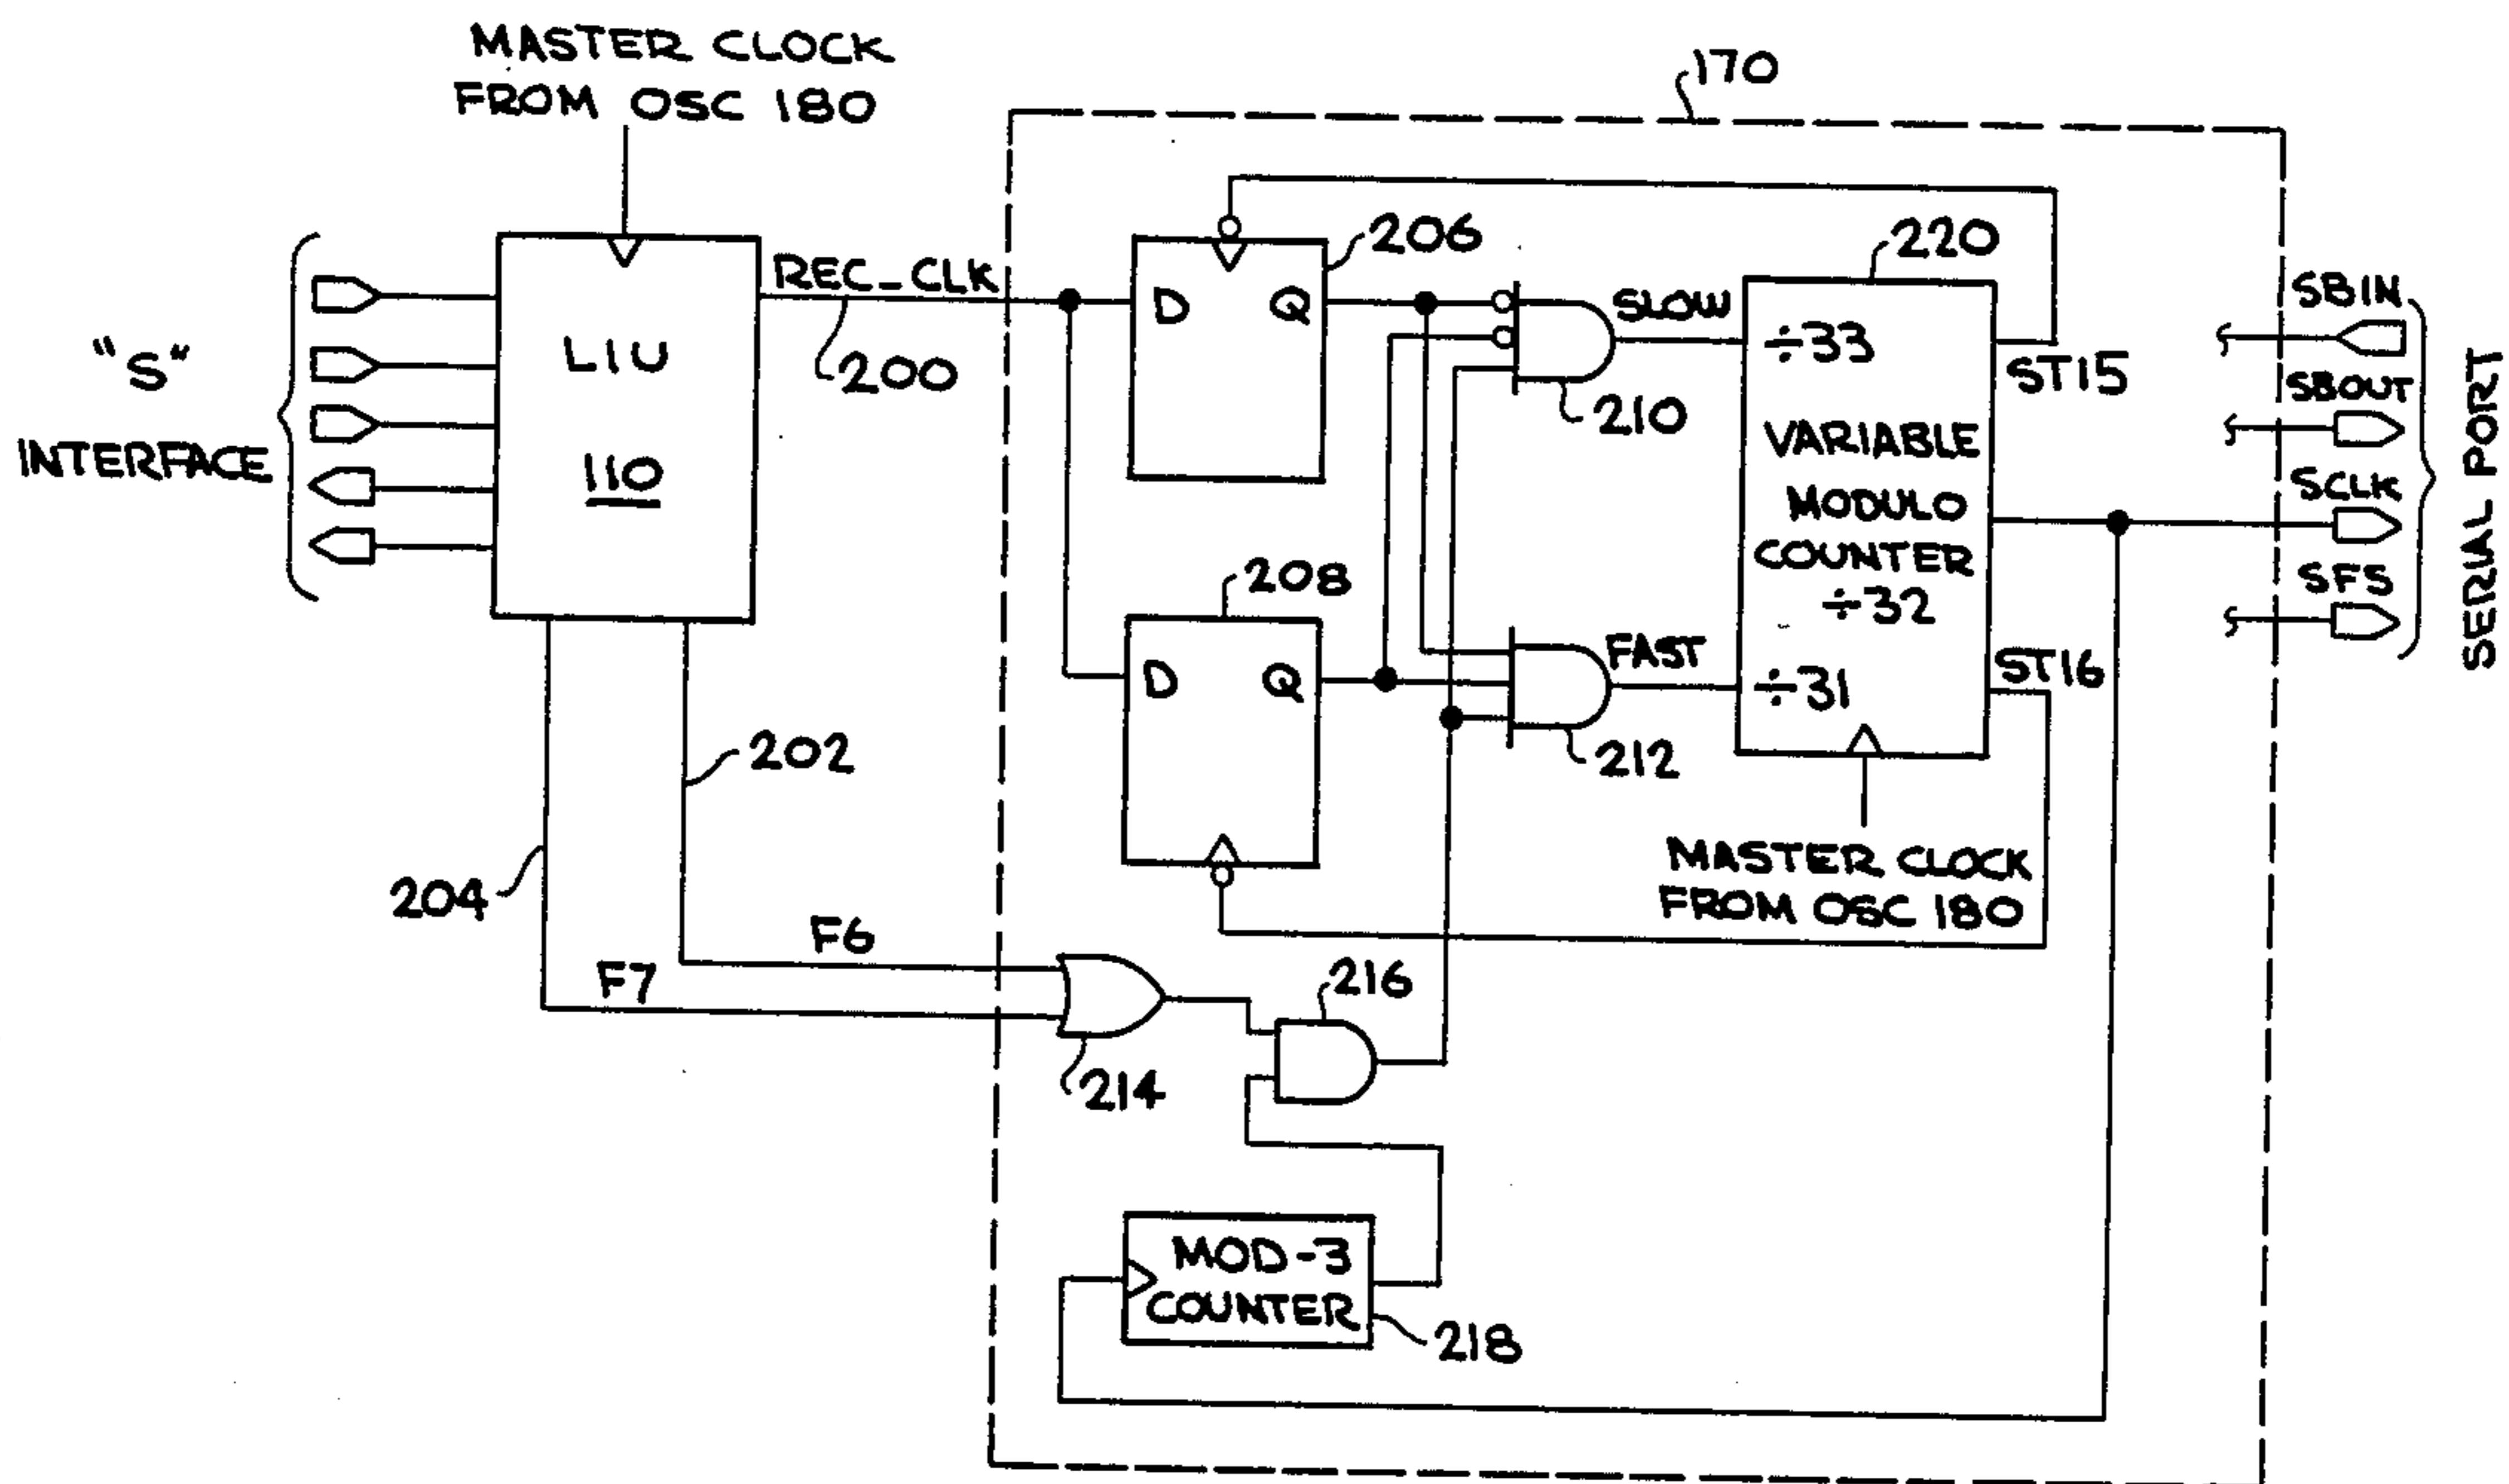 MASTER CLOCK
FROM OSC 180
170
"S"
INTERFACE
LIU
110
REC_CLK
200
202
204
F6
F7
D
Q
206
D
Q
208
SLOW
210
FAST
212
214
216
MOD-3
COUNTER
218
220
÷33
VARIABLE
MODULO
COUNTER
÷32
÷31
ST15
ST16
MASTER CLOCK
FROM OSC 180
SBIN
SBOUT
SCLK
SFS
SERIAL PORT